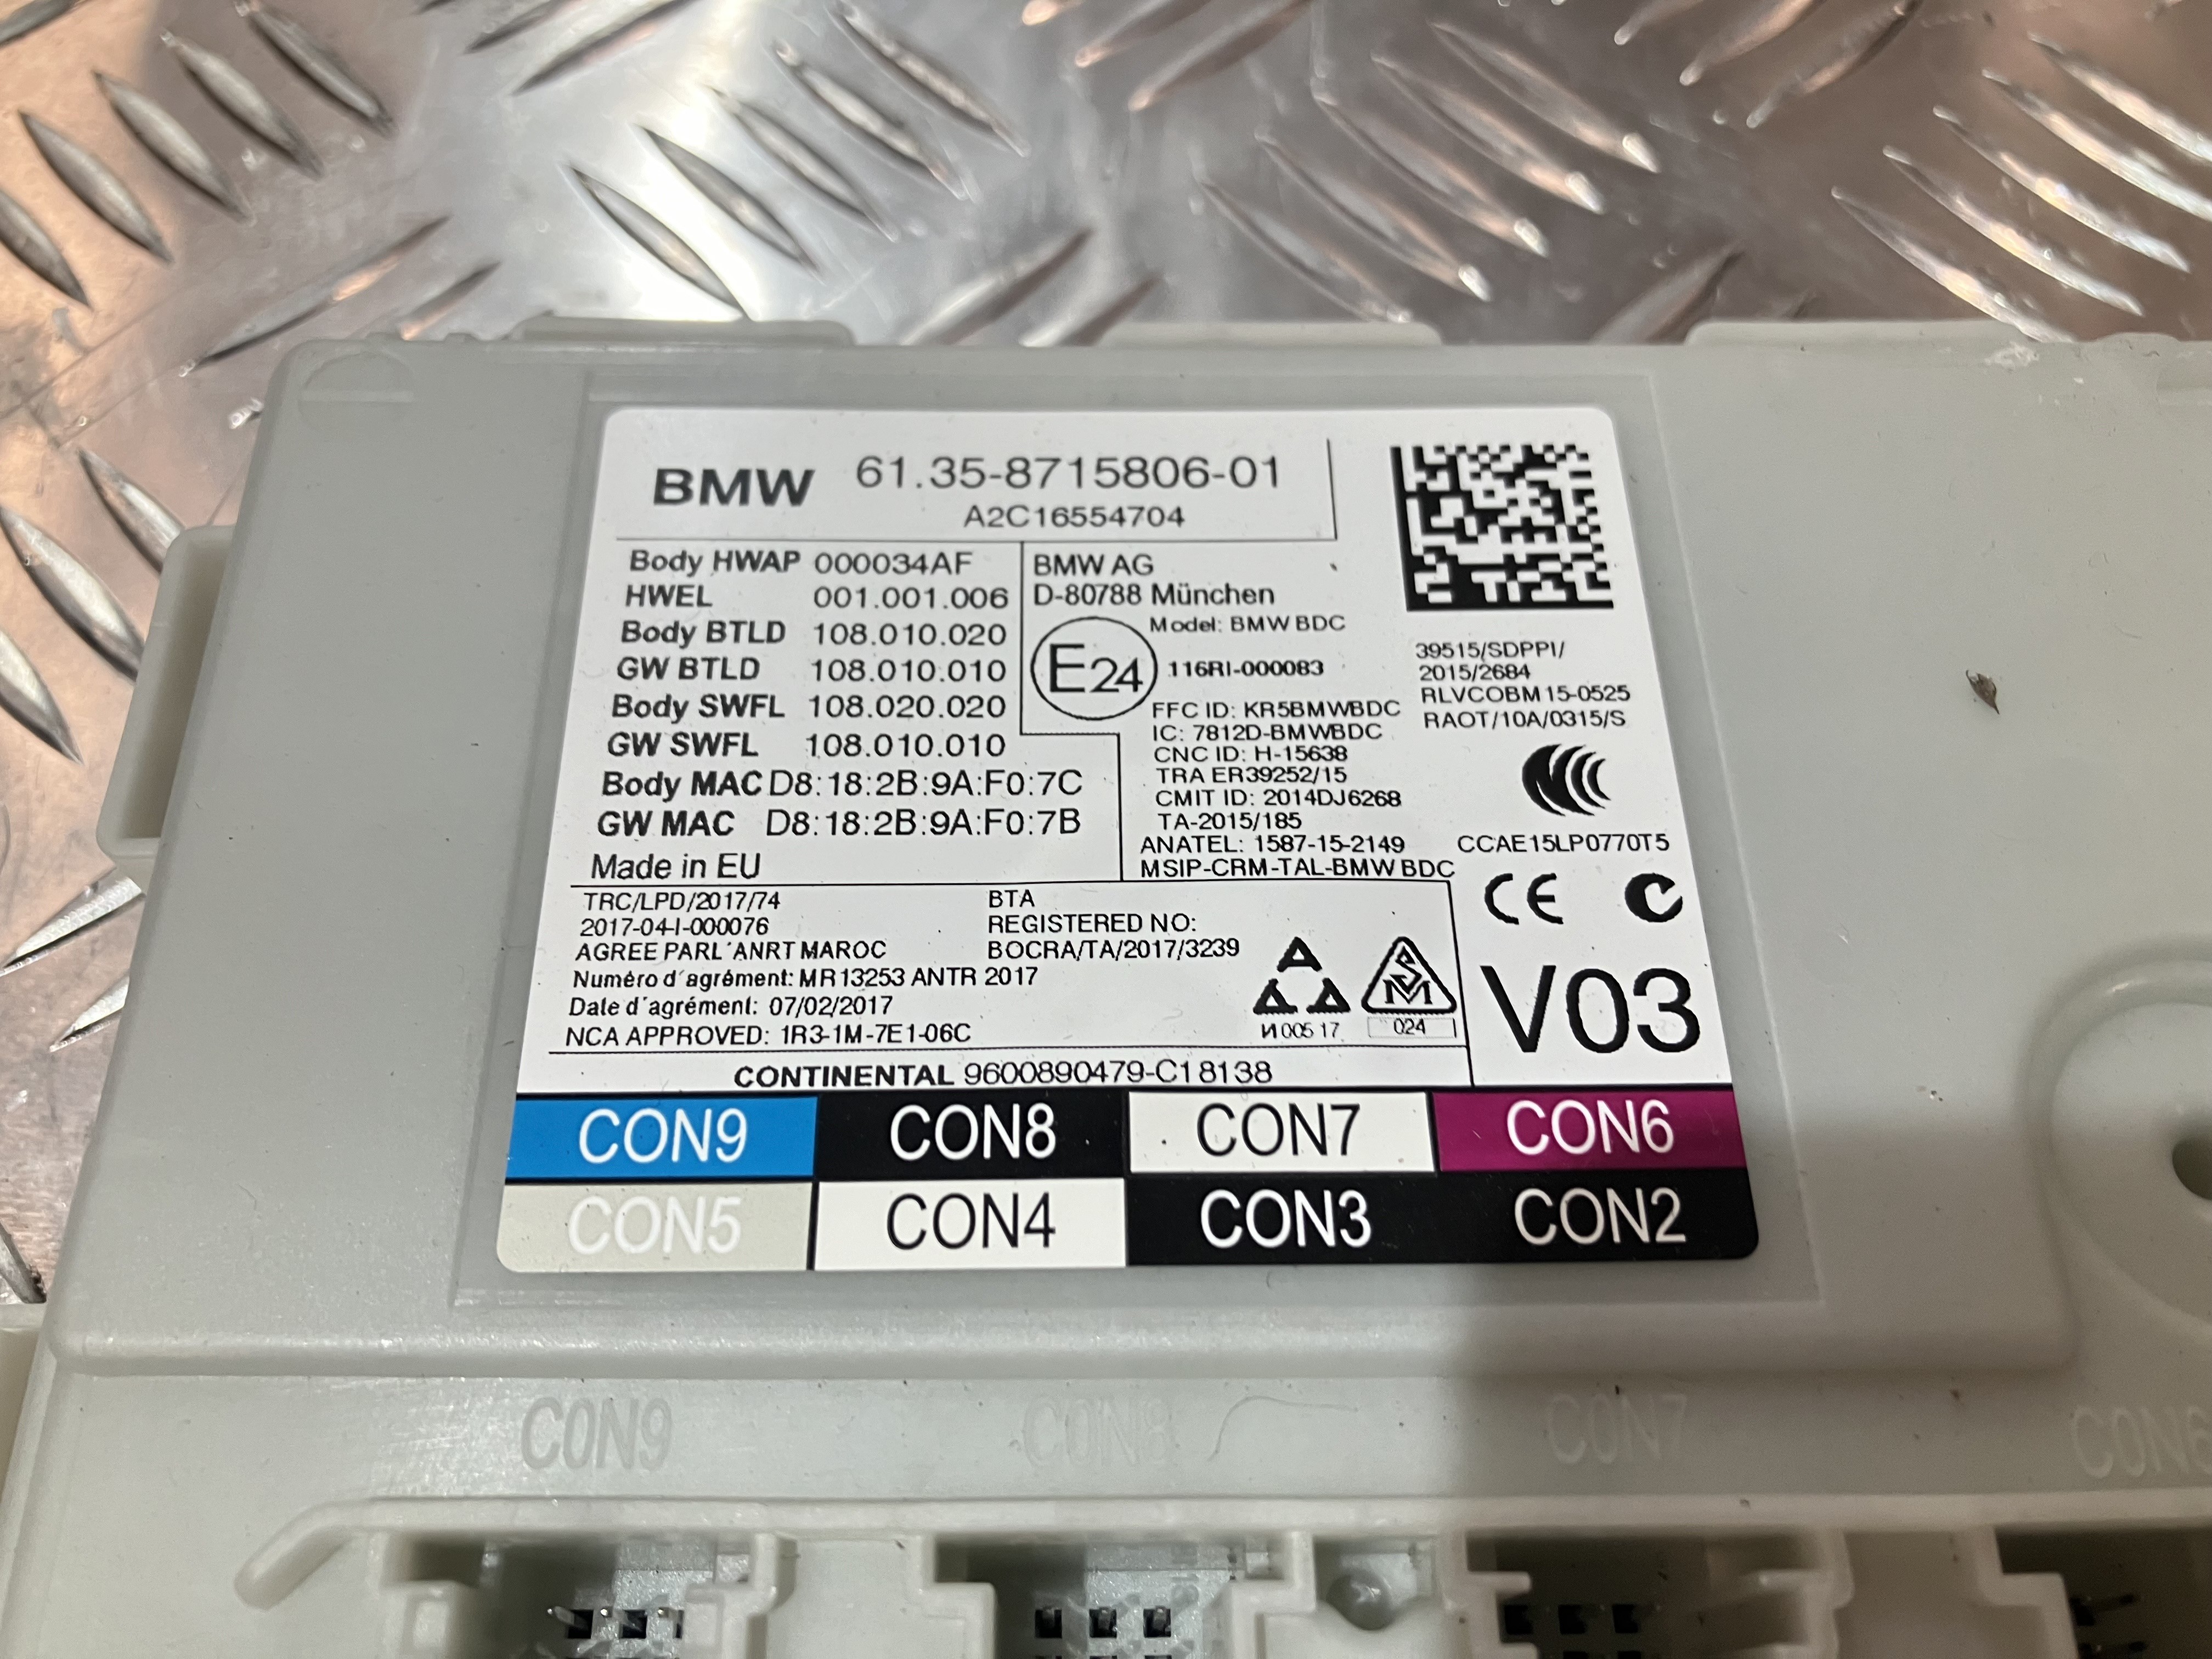 BMW 61.35-8715806-01
A2C16554704
Body HWAP 000034AF
HWEL 001.001.006
Body BTLD 108.010.020
GW BTLD 108.010.010
Body SWFL 108.020.020
GW SWFL 108.010.010
Body MAC D8:18:2B:9A:F0:7C
GW MAC D8:18:2B:9A:F0:7B
Made in EU
BMW AG
D-80788 München
Model: BMW BDC
E24 116RI-000083
FFC ID: KR5BMWBDC
IC: 7812D-BMWBDC
CNC ID: H-15638
TRA ER39252/15
CMIT ID: 2014DJ6268
TA-2015/185
ANATEL: 1587-15-2149
MSIP-CRM-TAL-BMW BDC
39515/SDPPI/
2015/2684
RLVCOBM15-0525
RAOT/10A/0315/S
CCAE15LP0770T5
CE
V03
TRC/LPD/2017/74
2017-04-I-000076
AGREE PAR L'ANRT MAROC
Numéro d'agrément: MR 13253 ANTR 2017
Date d'agrément: 07/02/2017
NCA APPROVED: 1R3-1M-7E1-06C
BTA
REGISTERED NO:
BOCRA/TA/2017/3239
И005 17
024
CONTINENTAL 9600890479-C18138
CON9 CON8 CON7 CON6
CON5 CON4 CON3 CON2
CON9 CON8 CON7 CON6